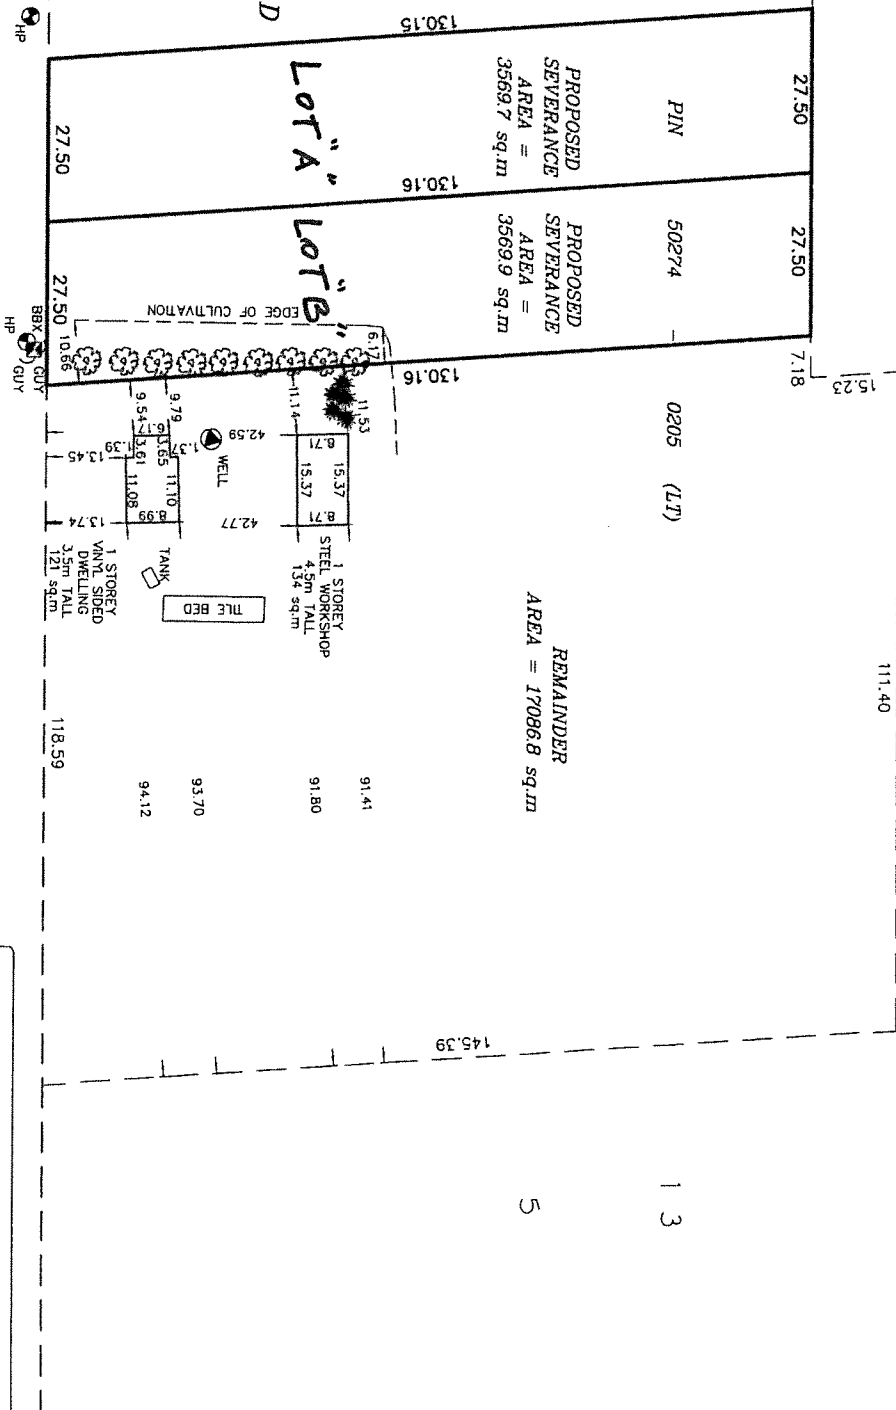 HP
D
130.15
27.50
27.50
LOT "A"
PROPOSED
SEVERANCE
AREA =
3569.7 sq.m
PIN
130.16
27.50
27.50
LOT "B"
PROPOSED
SEVERANCE
AREA =
3569.9 sq.m
50274
–
EDGE OF CULTIVATION
6.17
10.66
BBX
HP
GUY
GUY
130.16
7.18
15.23
0205 (LT)
9.54
9.79
11.14
11.53
6.17
1.39
3.61
3.65
1.37
WELL
42.59
8.71
15.37
15.37
8.71
13.45
11.08
11.10
8.99
13.74
42.77
1 STOREY
VINYL SIDED
DWELLING
3.5m TALL
121 sq.m
TANK
TILE BED
1 STOREY
STEEL WORKSHOP
4.5m TALL
134 sq.m
REMAINDER
AREA = 17086.8 sq.m
111.40
118.59
94.12
93.70
91.80
91.41
145.39
13
5